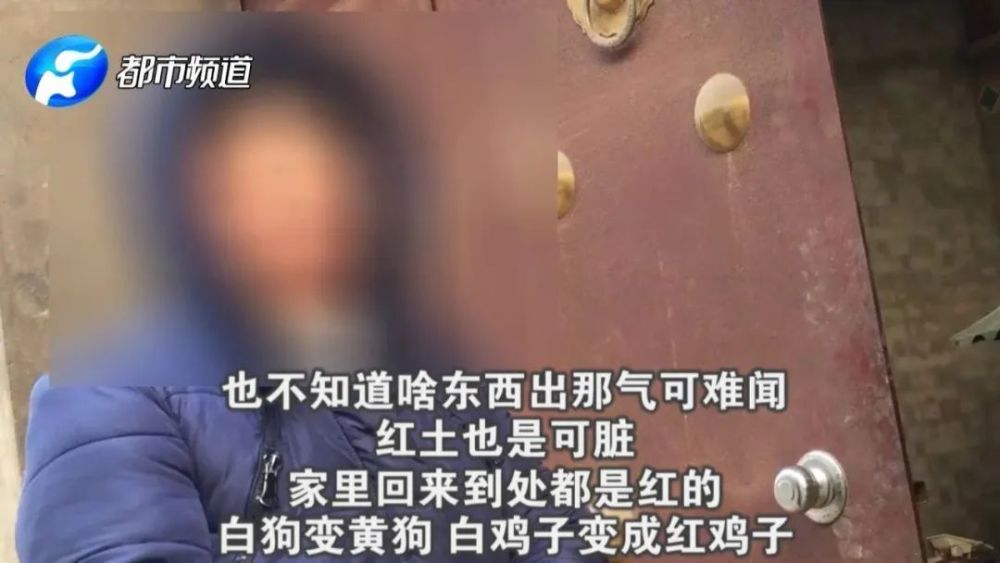 都市频道
也不知道啥东西出那气可难闻
红土也是可脏
家里回来到处都是红的
白狗变黄狗 白鸡子变成红鸡子